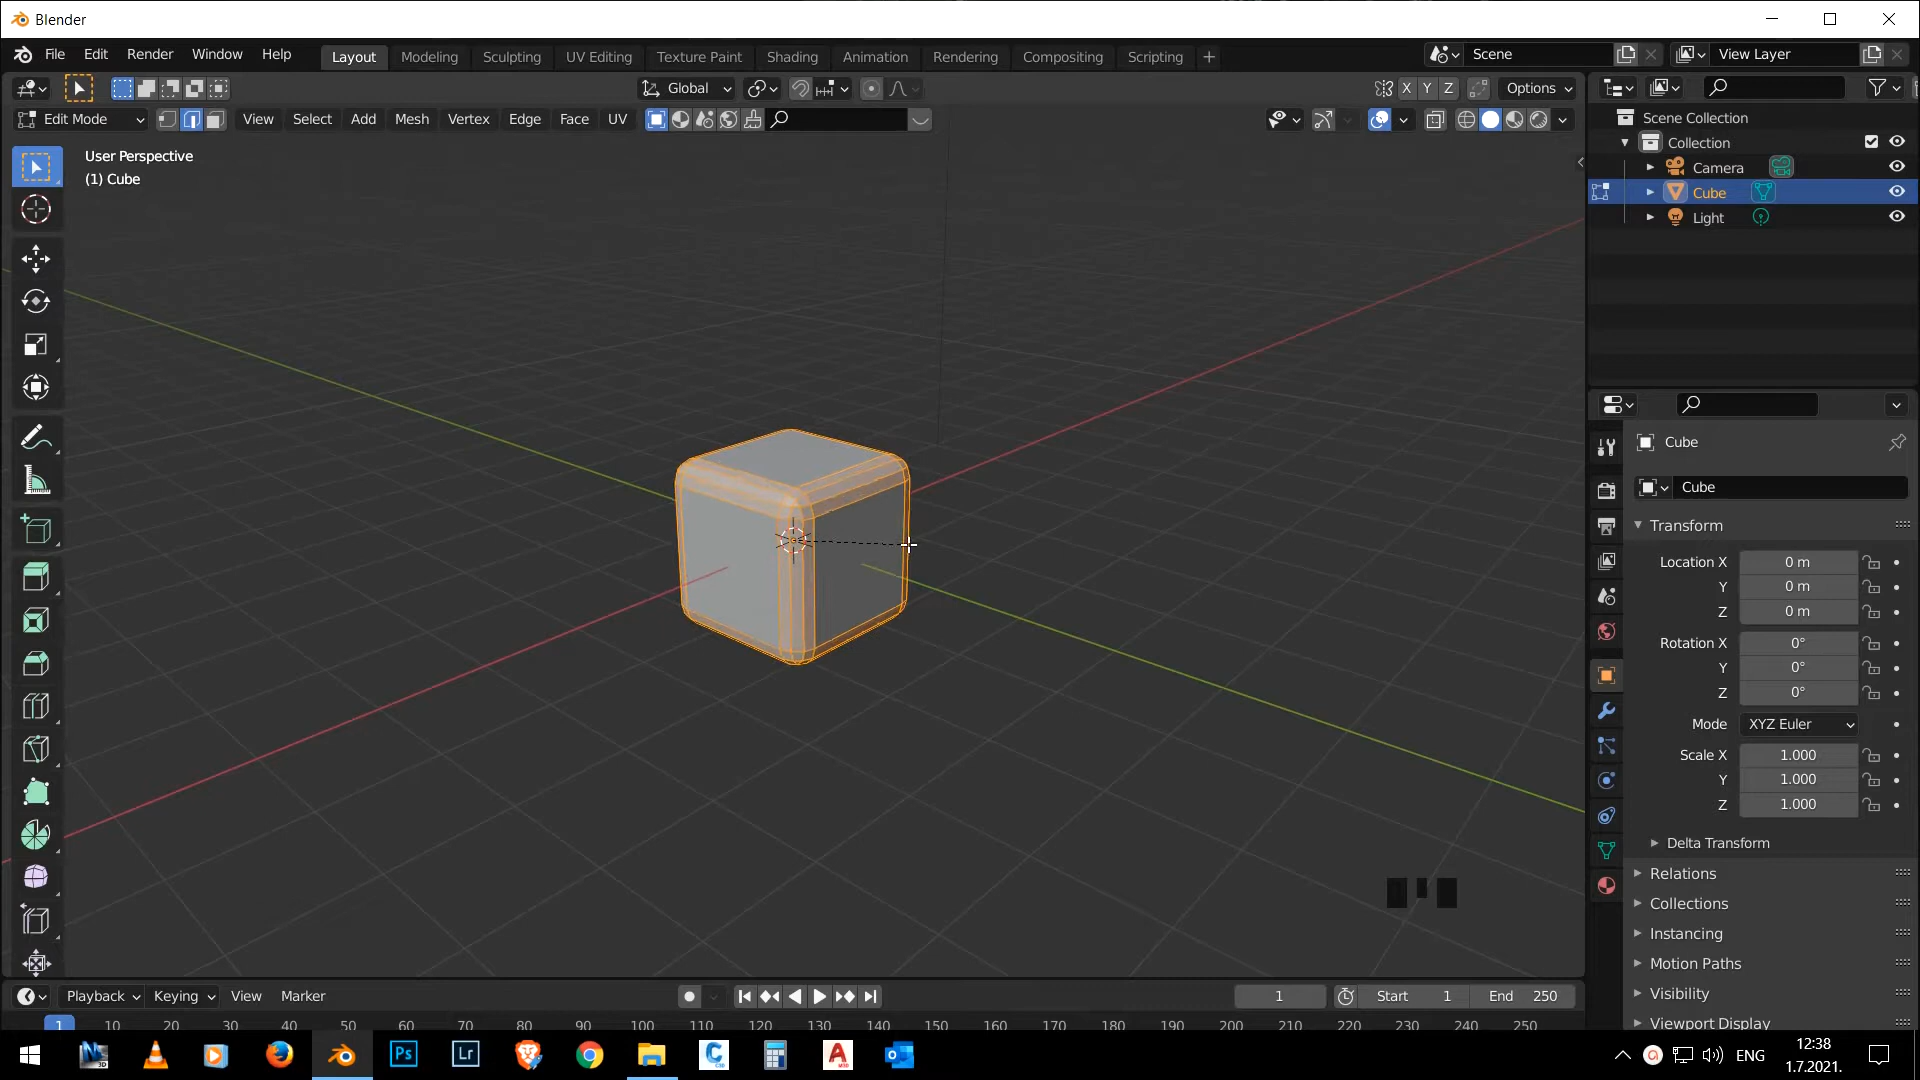 Blender
File Edit Render Window Help Layout Modeling Sculpting UV Editing Texture Paint Shading Animation Rendering Compositing Scripting + Scene View Layer
Global X Y Z Options
Edit Mode View Select Add Mesh Vertex Edge Face UV
User Perspective
(1) Cube
Scene Collection
Collection
Camera
Cube
Light
Cube
Cube
Transform
Location X 0 m
Y 0 m
Z 0 m
Rotation X 0°
Y 0°
Z 0°
Mode XYZ Euler
Scale X 1.000
Y 1.000
Z 1.000
Delta Transform
Relations
Collections
Instancing
Motion Paths
Visibility
Viewport Display
Playback Keying View Marker 1 Start 1 End 250
1 10 20 30 40 50 60 70 80 90 100 110 120 130 140 150 160 170 180 190 200 210 220 230 240 250
Ps Lr C A ENG 12:38
1.7.2021.